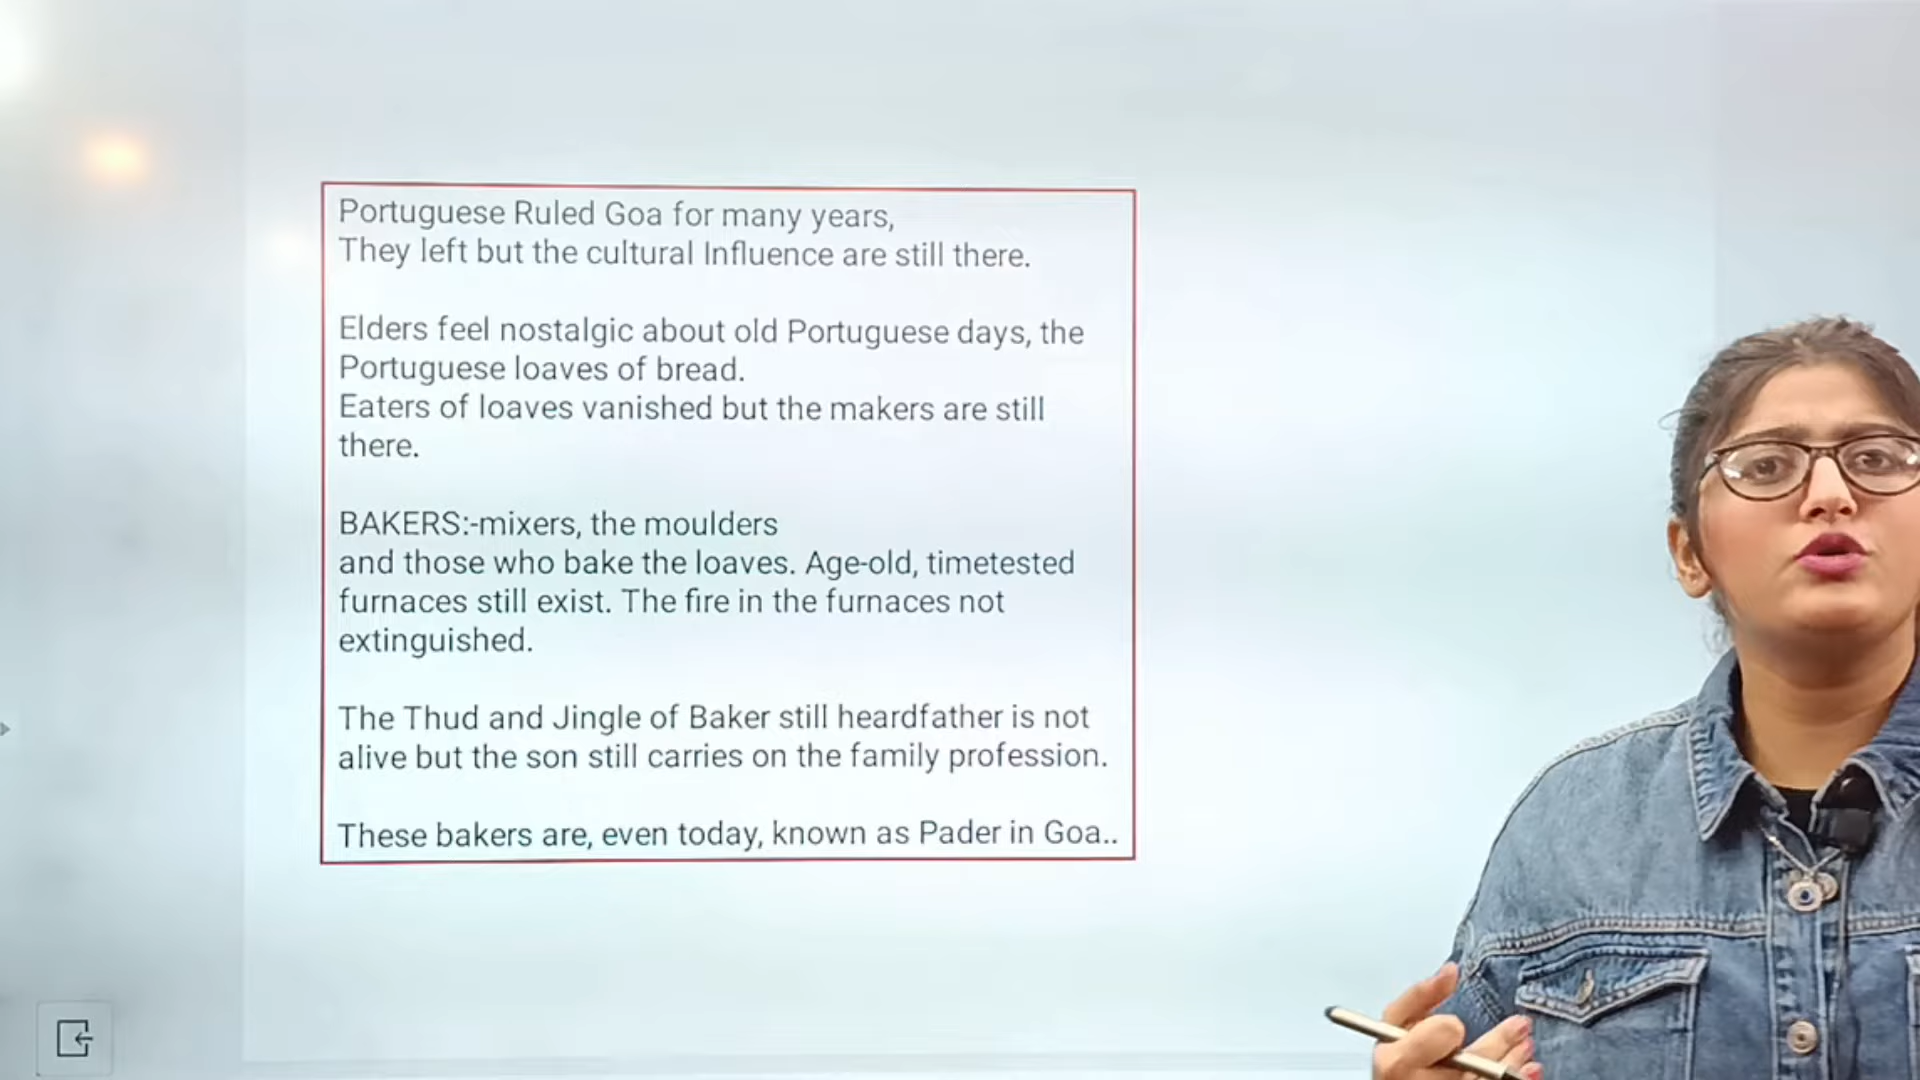 Portuguese Ruled Goa for many years,
They left but the cultural Influence are still there.
Elders feel nostalgic about old Portuguese days, the
Portuguese loaves of bread.
Eaters of loaves vanished but the makers are still
there.
BAKERS:-mixers, the moulders
and those who bake the loaves. Age-old, timetested
furnaces still exist. The fire in the furnaces not
extinguished.
The Thud and Jingle of Baker still heardfather is not
alive but the son still carries on the family profession.
These bakers are, even today, known as Pader in Goa..